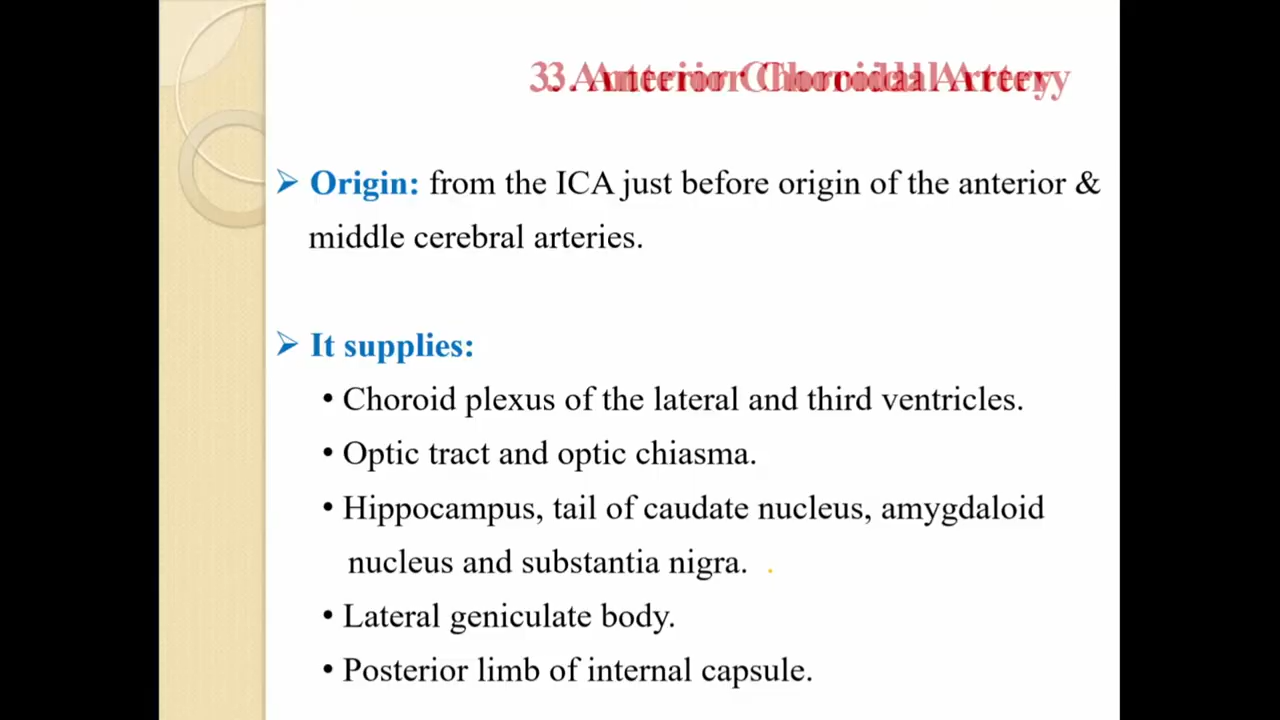 3. Anterior Choroidal Artery
➢ Origin: from the ICA just before origin of the anterior &
middle cerebral arteries.
➢ It supplies:
• Choroid plexus of the lateral and third ventricles.
• Optic tract and optic chiasma.
• Hippocampus, tail of caudate nucleus, amygdaloid
nucleus and substantia nigra. .
• Lateral geniculate body.
• Posterior limb of internal capsule.